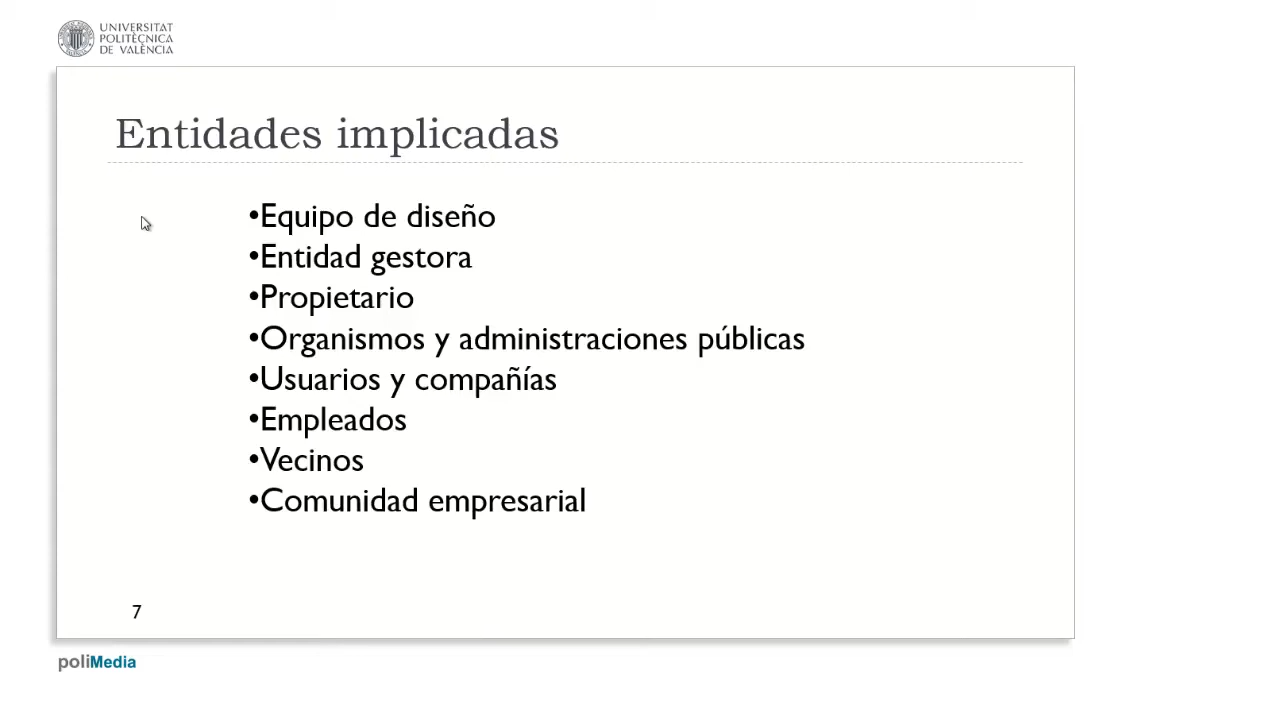 UNIVERSITAT
POLITÈCNICA
DE VALÈNCIA
Entidades implicadas
•Equipo de diseño
•Entidad gestora
•Propietario
•Organismos y administraciones públicas
•Usuarios y compañías
•Empleados
•Vecinos
•Comunidad empresarial
7
poliMedia